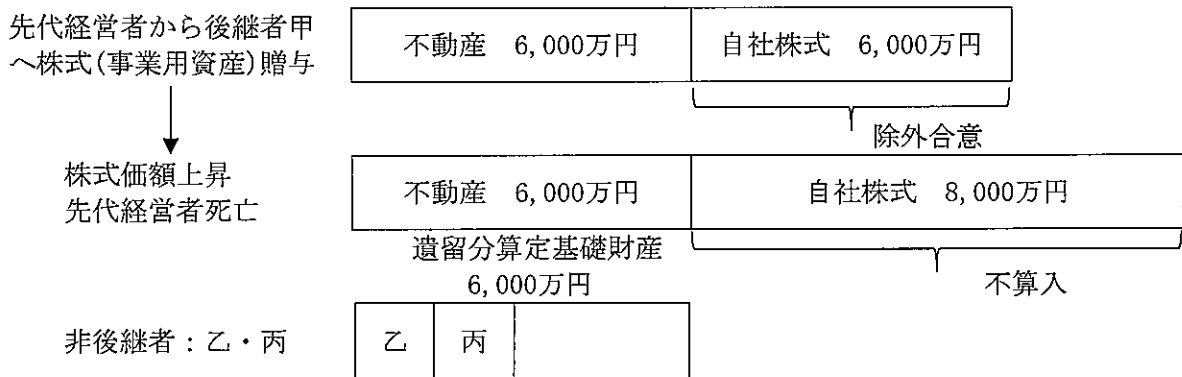 先代経営者から後継者甲
へ株式(事業用資産)贈与
不動産 6,000万円
自社株式 6,000万円
除外合意
株式価額上昇
先代経営者死亡
不動産 6,000万円
自社株式 8,000万円
遺留分算定基礎財産
6,000万円
不算入
非後継者：乙・丙
乙
丙